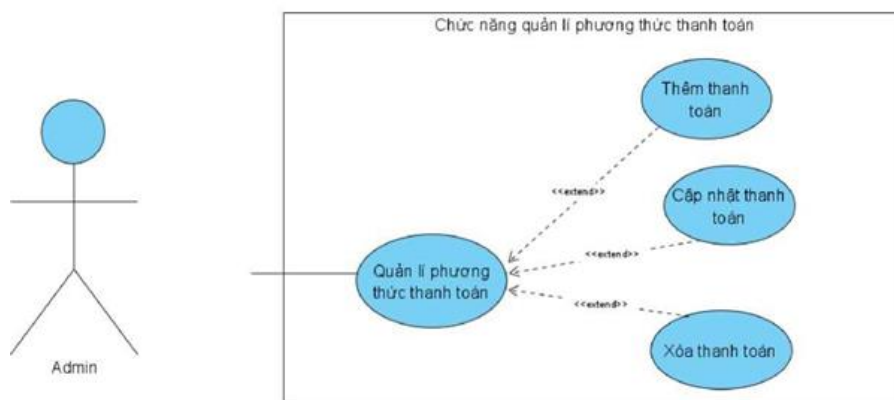 Chức năng quản lí phương thức thanh toán
Thêm thanh
toán
<<extend>>
Cập nhật thanh
toán
<<extend>>
Quản lí phương
thức thanh toán
<<extend>>
Xóa thanh toán
Admin